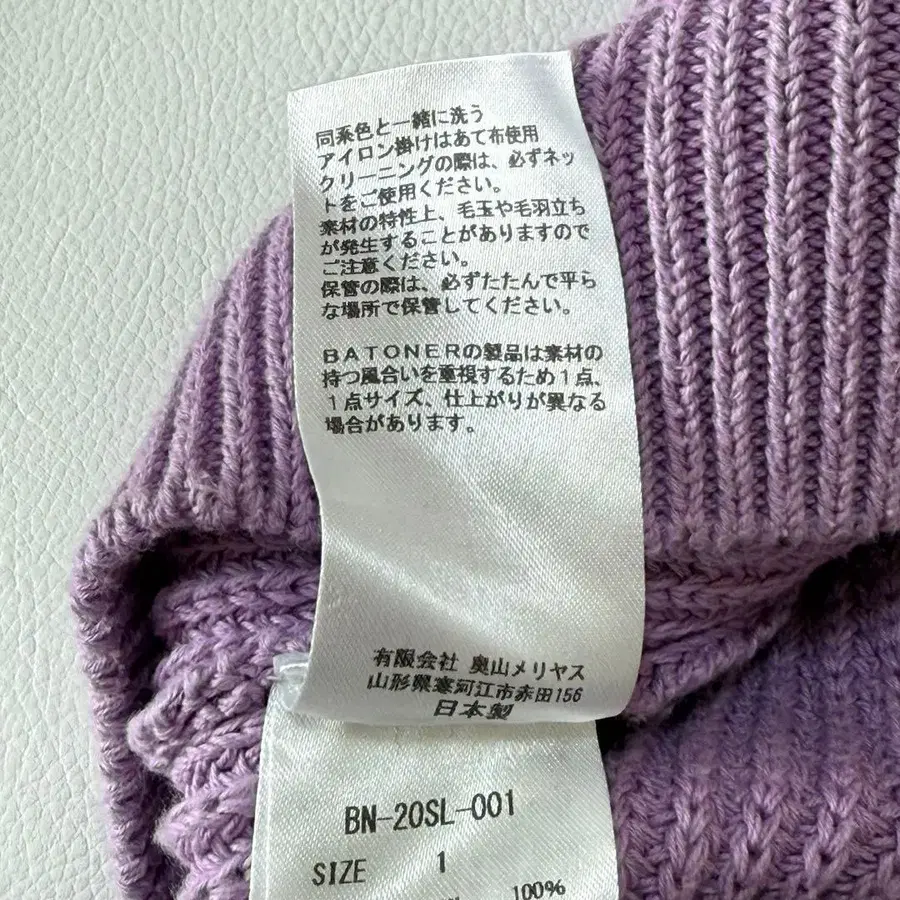 同系色と一緒に洗う
アイロン掛けはあて布使用
クリーニングの際は、必ずネッ
トをご使用ください。
素材の特性上、毛玉や毛羽立ち
が発生することがありますので
ご注意ください。
保管の際は、必ずたたんで平ら
な場所で保管してください。
ＢＡＴＯＮＥＲの製品は素材の
持つ風合いを重視するため１点、
１点サイズ、仕上がりが異なる
場合があります。
有限会社 奥山メリヤス
山形県寒河江市赤田156
日本製
BN-20SL-001
SIZE 1
100%